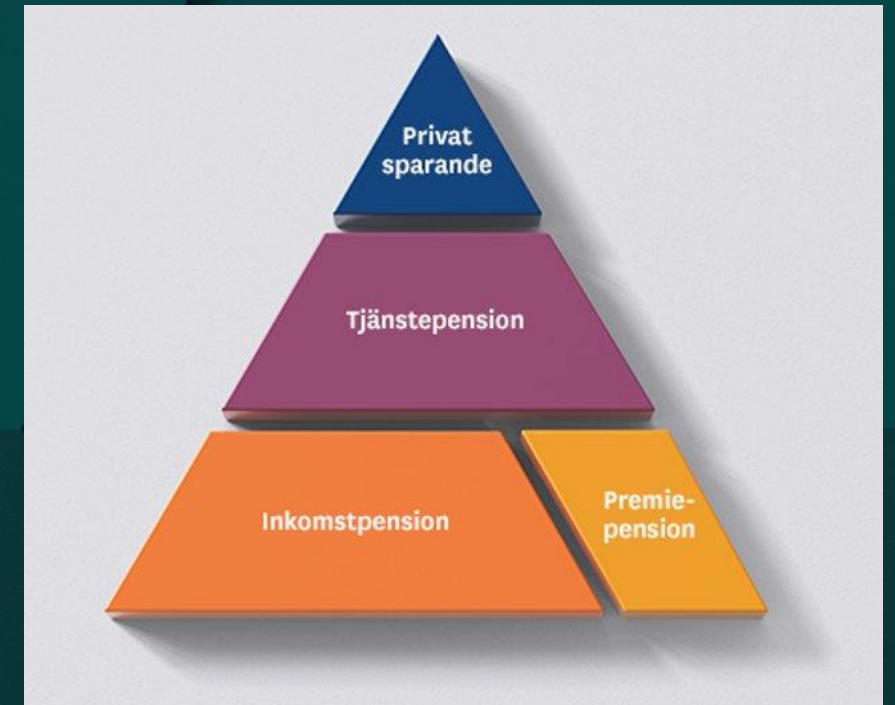 Privat
sparande
Tjänstepension
Inkomstpension
Premie-
pension